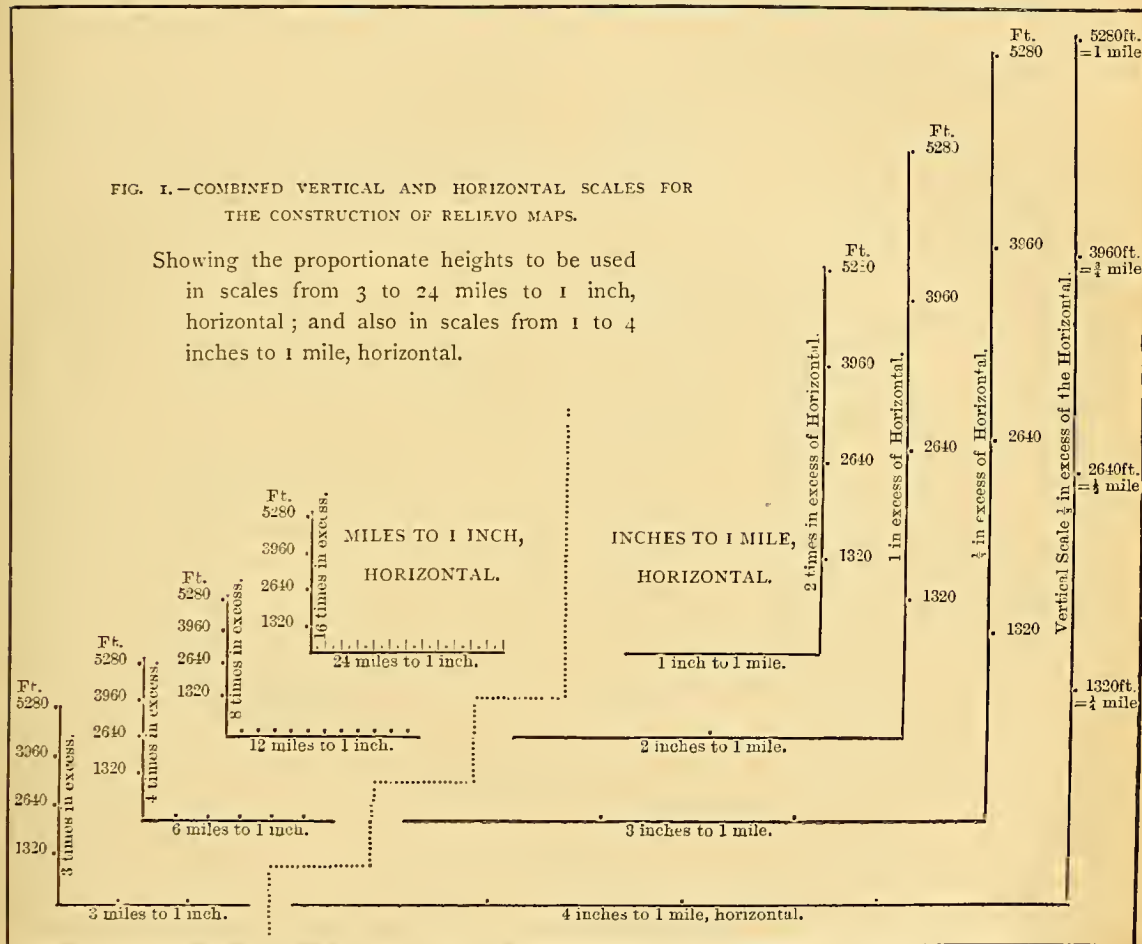 FIG. 1.—COMBINED VERTICAL AND HORIZONTAL SCALES FOR
THE CONSTRUCTION OF RELIEVO MAPS.
Showing the proportionate heights to be used
in scales from 3 to 24 miles to 1 inch,
horizontal; and also in scales from 1 to 4
inches to 1 mile, horizontal.
MILES TO 1 INCH,
HORIZONTAL.
INCHES TO 1 MILE,
HORIZONTAL.
Ft.
5280
3960
2640
1320
3 times in excess.
3 miles to 1 inch.
Ft.
5280
3960
2640
1320
4 times in excess.
6 miles to 1 inch.
Ft.
5280
3960
2640
1320
8 times in excess.
12 miles to 1 inch.
Ft.
5280
3960
2640
1320
16 times in excess.
24 miles to 1 inch.
Ft.
5280
3960
2640
1320
2 times in excess of Horizontal.
1 inch to 1 mile.
Ft.
5280
3960
2640
1320
1 in excess of Horizontal.
2 inches to 1 mile.
Ft.
5280
3960
2640
1320
in excess of Horizontal.
3 inches to 1 mile.
5280ft.
=1 mile
3960ft.
=¾ mile
2640ft.
=½ mile
1320ft.
=¼ mile
Vertical Scale ⅓ in excess of the Horizontal.
4 inches to 1 mile, horizontal.